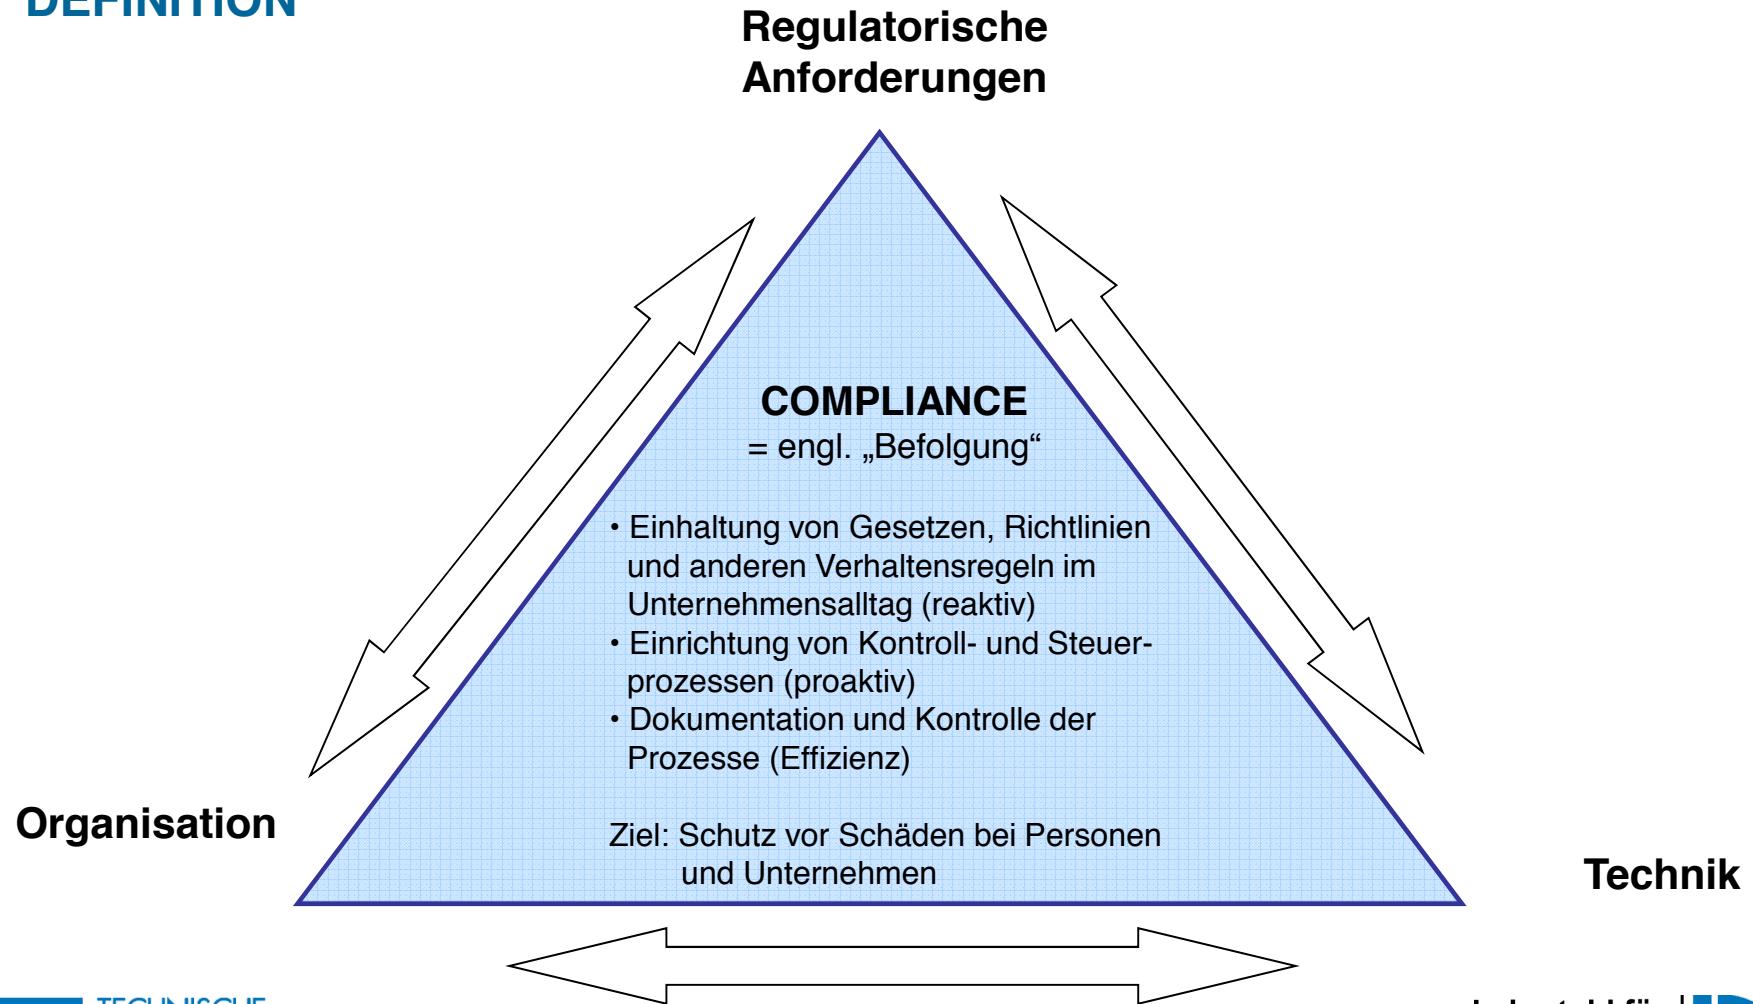 DEFINITION
Regulatorische
Anforderungen
COMPLIANCE
= engl. „Befolgung“
• Einhaltung von Gesetzen, Richtlinien
und anderen Verhaltensregeln im
Unternehmensalltag (reaktiv)
• Einrichtung von Kontroll- und Steuer-
prozessen (proaktiv)
• Dokumentation und Kontrolle der
Prozesse (Effizienz)
Ziel: Schutz vor Schäden bei Personen
und Unternehmen
Organisation
Technik
TECHNISCHE